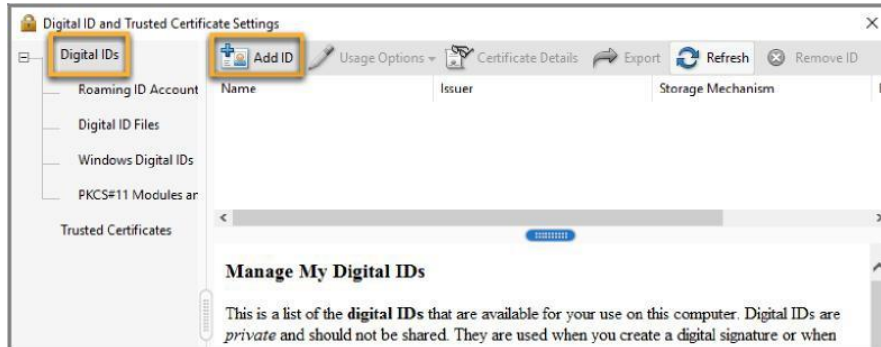 Digital ID and Trusted Certificate Settings
Digital IDs
Add ID
Usage Options
Certificate Details
Export
Refresh
Remove ID
Roaming ID Account
Digital ID Files
Windows Digital IDs
PKCS#11 Modules ar
Trusted Certificates
Name
Issuer
Storage Mechanism
Manage My Digital IDs
This is a list of the digital IDs that are available for your use on this computer. Digital IDs are
private and should not be shared. They are used when you create a digital signature or when